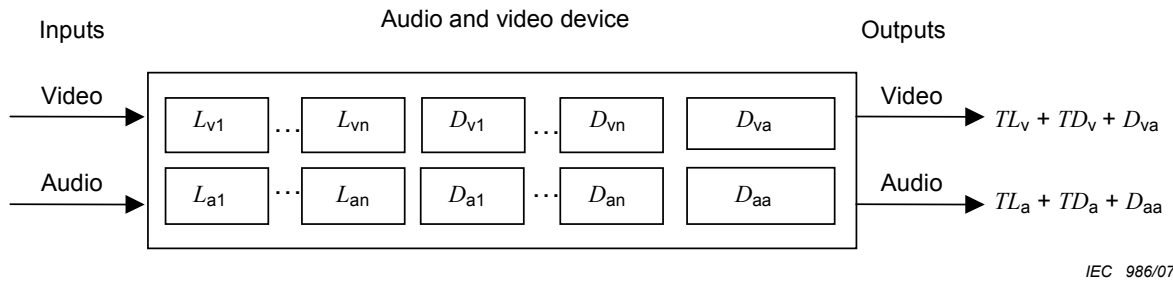 Audio and video device
Inputs
Outputs
Video
Lv1 ... Lvn Dv1 ... Dvn Dva
Video
TLv + TDv + Dva
Audio
La1 ... Lan Da1 ... Dan Daa
Audio
TLa + TDa + Daa
IEC 986/07